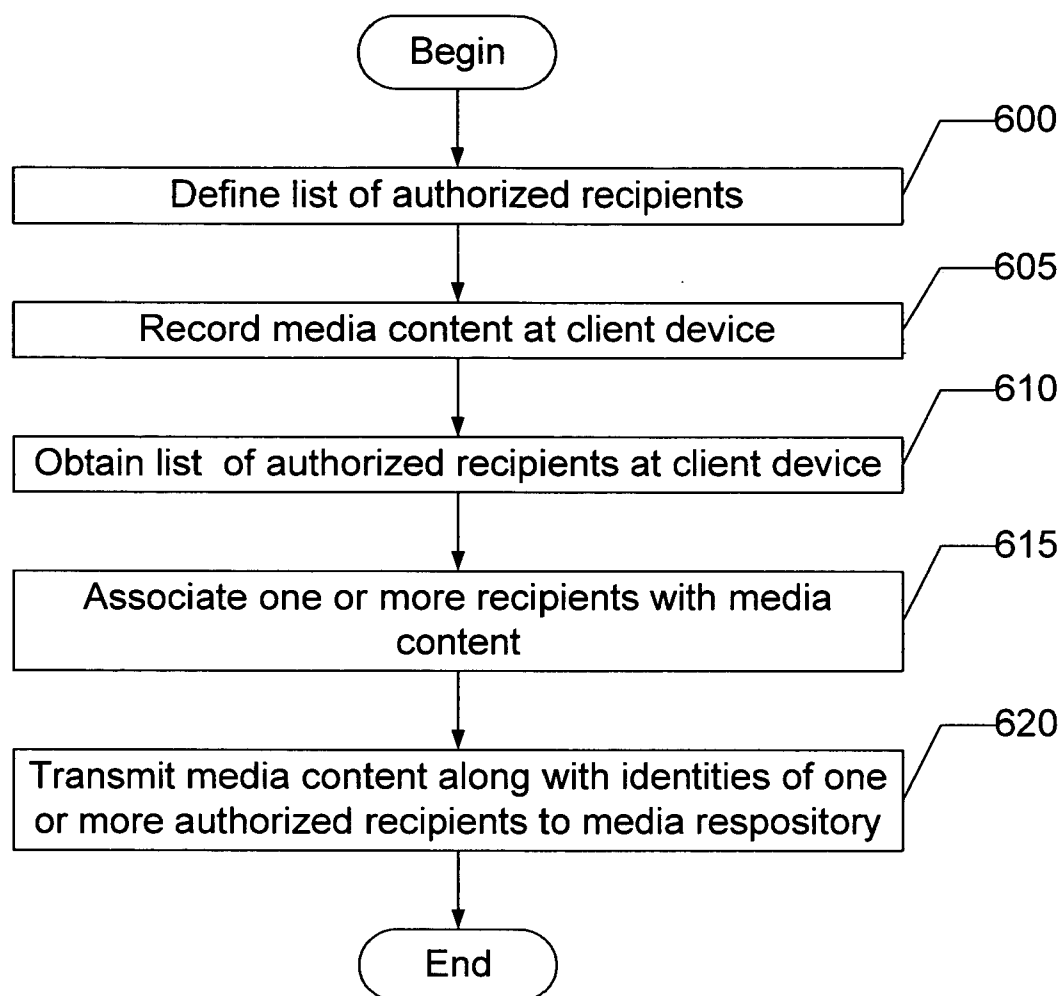 Begin
600
Define list of authorized recipients
605
Record media content at client device
610
Obtain list of authorized recipients at client device
615
Associate one or more recipients with media
content
620
Transmit media content along with identities of one
or more authorized recipients to media respository
End